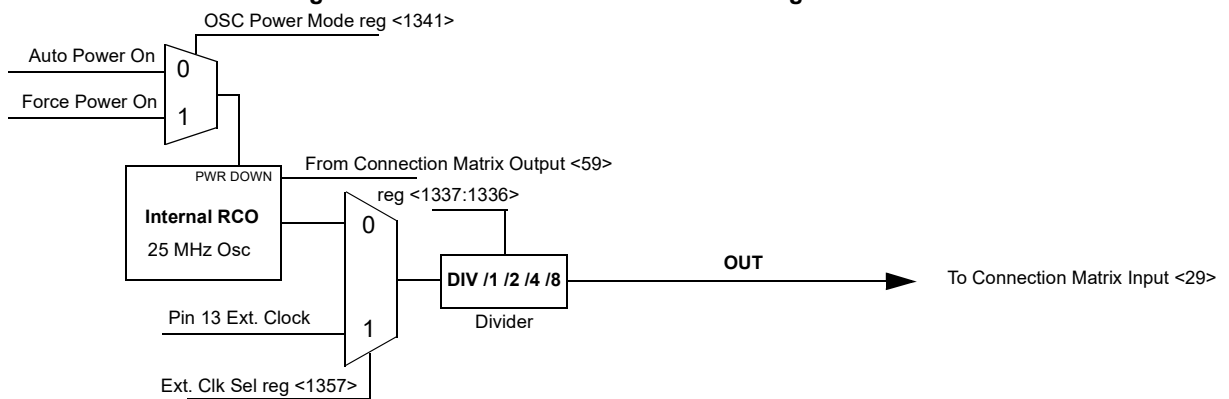 OSC Power Mode reg <1341>
Auto Power On
0
Force Power On
1
From Connection Matrix Output <59>
PWR DOWN
reg <1337:1336>
Internal RCO
0
25 MHz Osc
OUT
DIV /1 /2 /4 /8
To Connection Matrix Input <29>
Pin 13 Ext. Clock
1
Divider
Ext. Clk Sel reg <1357>